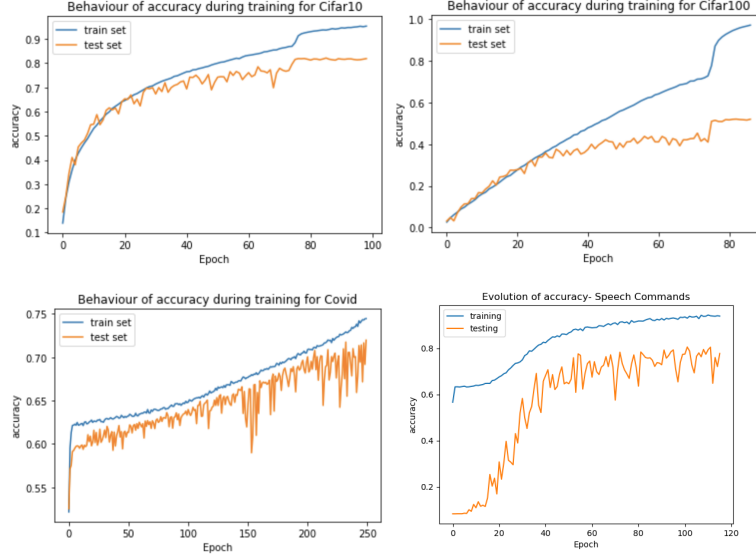 Behaviour of accuracy during training for Cifar10
train set
test set
0.9
0.8
0.7
0.6
0.5
0.4
0.3
0.2
0.1
accuracy
0 20 40 60 80 100
Epoch
Behaviour of accuracy during training for Cifar100
train set
test set
1.0
0.8
0.6
0.4
0.2
0.0
accuracy
0 20 40 60 80
Epoch
Behaviour of accuracy during training for Covid
train set
test set
0.75
0.70
0.65
0.60
0.55
accuracy
0 50 100 150 200 250
Epoch
Evolution of accuracy- Speech Commands
training
testing
0.8
0.6
0.4
0.2
accuracy
0 20 40 60 80 100 120
Epoch